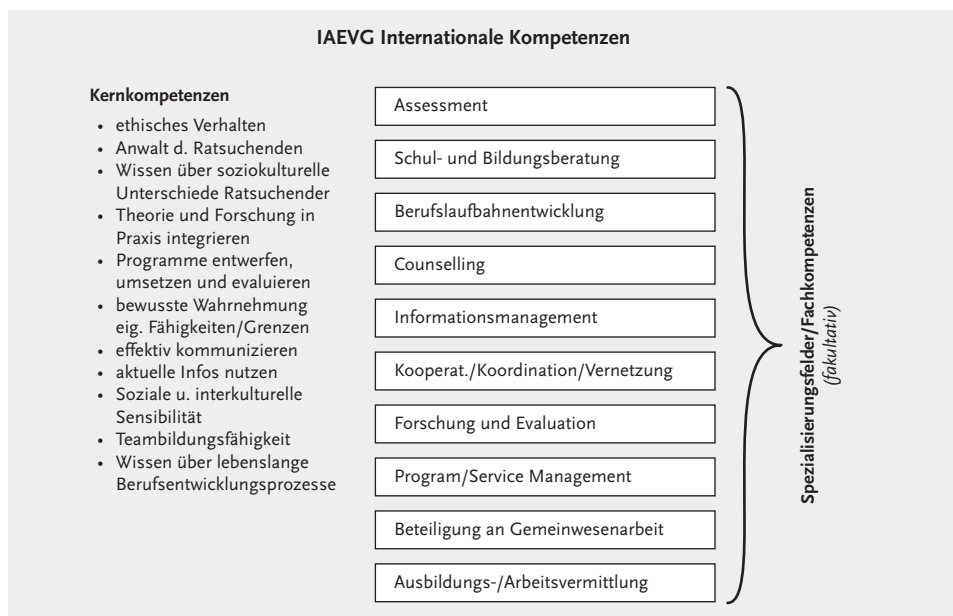 IAEVG Internationale Kompetenzen
Kernkompetenzen
• ethisches Verhalten
• Anwalt d. Ratsuchenden
• Wissen über soziokulturelle
Unterschiede Ratsuchender
• Theorie und Forschung in
Praxis integrieren
• Programme entwerfen,
umsetzen und evaluieren
• bewusste Wahrnehmung
eig. Fähigkeiten/Grenzen
• effektiv kommunizieren
• aktuelle Infos nutzen
• Soziale u. interkulturelle
Sensibilität
• Teambildungsfähigkeit
• Wissen über lebenslange
Berufsentwicklungsprozesse
Assessment
Schul- und Bildungsberatung
Berufslaufbahnentwicklung
Counselling
Informationsmanagement
Kooperat./Koordination/Vernetzung
Forschung und Evaluation
Program/Service Management
Beteiligung an Gemeinwesenarbeit
Ausbildungs-/Arbeitsvermittlung
Spezialisierungsfelder/Fachkompetenzen
(fakultativ)